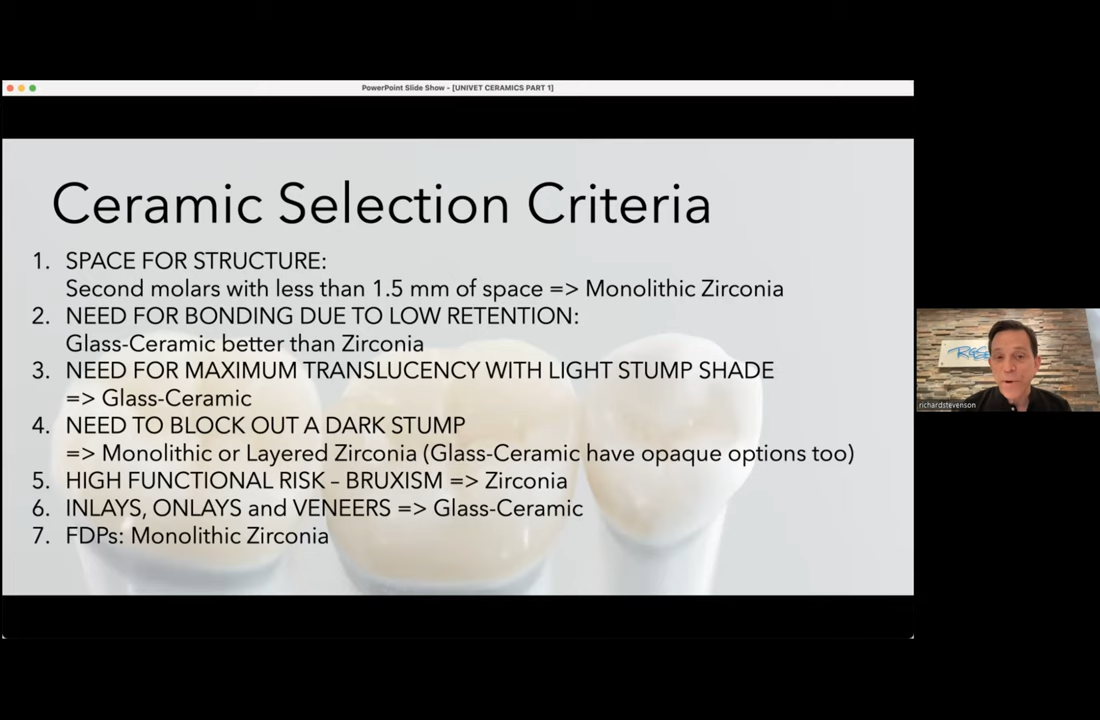 PowerPoint Slide Show - [UNIVET CERAMICS PART 1]
Ceramic Selection Criteria
1. SPACE FOR STRUCTURE:
Second molars with less than 1.5 mm of space => Monolithic Zirconia
2. NEED FOR BONDING DUE TO LOW RETENTION:
Glass-Ceramic better than Zirconia
3. NEED FOR MAXIMUM TRANSLUCENCY WITH LIGHT STUMP SHADE
=> Glass-Ceramic
4. NEED TO BLOCK OUT A DARK STUMP
=> Monolithic or Layered Zirconia (Glass-Ceramic have opaque options too)
5. HIGH FUNCTIONAL RISK – BRUXISM => Zirconia
6. INLAYS, ONLAYS and VENEERS => Glass-Ceramic
7. FDPs: Monolithic Zirconia
richardstevenson